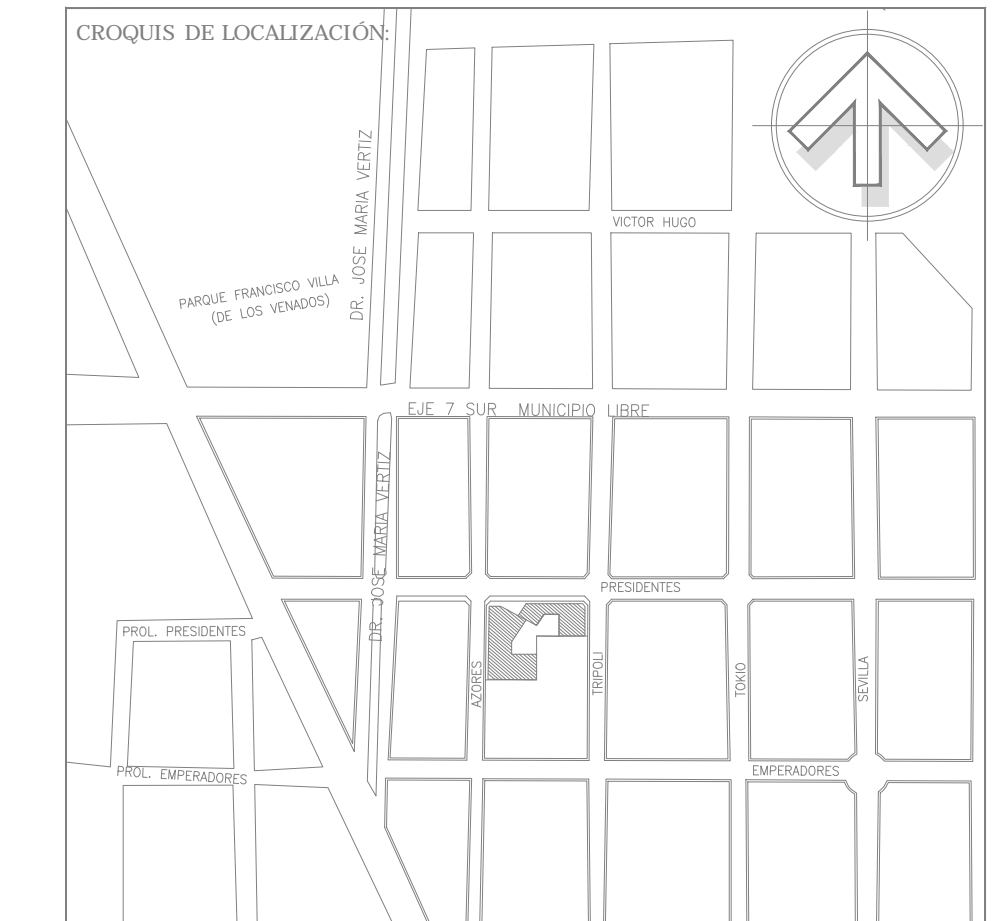 CROQUIS DE LOCALIZACIÓN:
DR. JOSE MARIA VERTIZ
VICTOR HUGO
PARQUE FRANCISCO VILLA
(DE LOS VENADOS)
EJE 7 SUR MUNICIPIO LIBRE
DR. JOSE MARIA VERTIZ
PRESIDENTES
PROL. PRESIDENTES
AZORES
TRIPOLI
TOKIO
SEVILLA
PROL. EMPERADORES
EMPERADORES